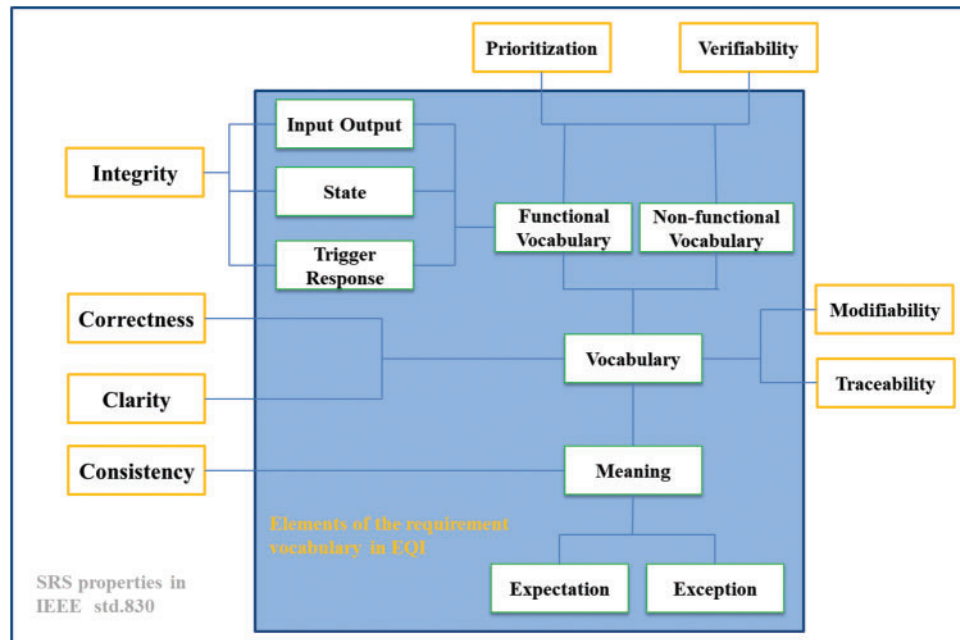 Prioritization
Verifiability
Input Output
Integrity
State
Functional
Vocabulary
Non-functional
Vocabulary
Trigger
Response
Correctness
Modifiability
Vocabulary
Clarity
Traceability
Consistency
Meaning
Elements of the requirement
vocabulary in EQI
SRS properties in
IEEE std.830
Expectation
Exception